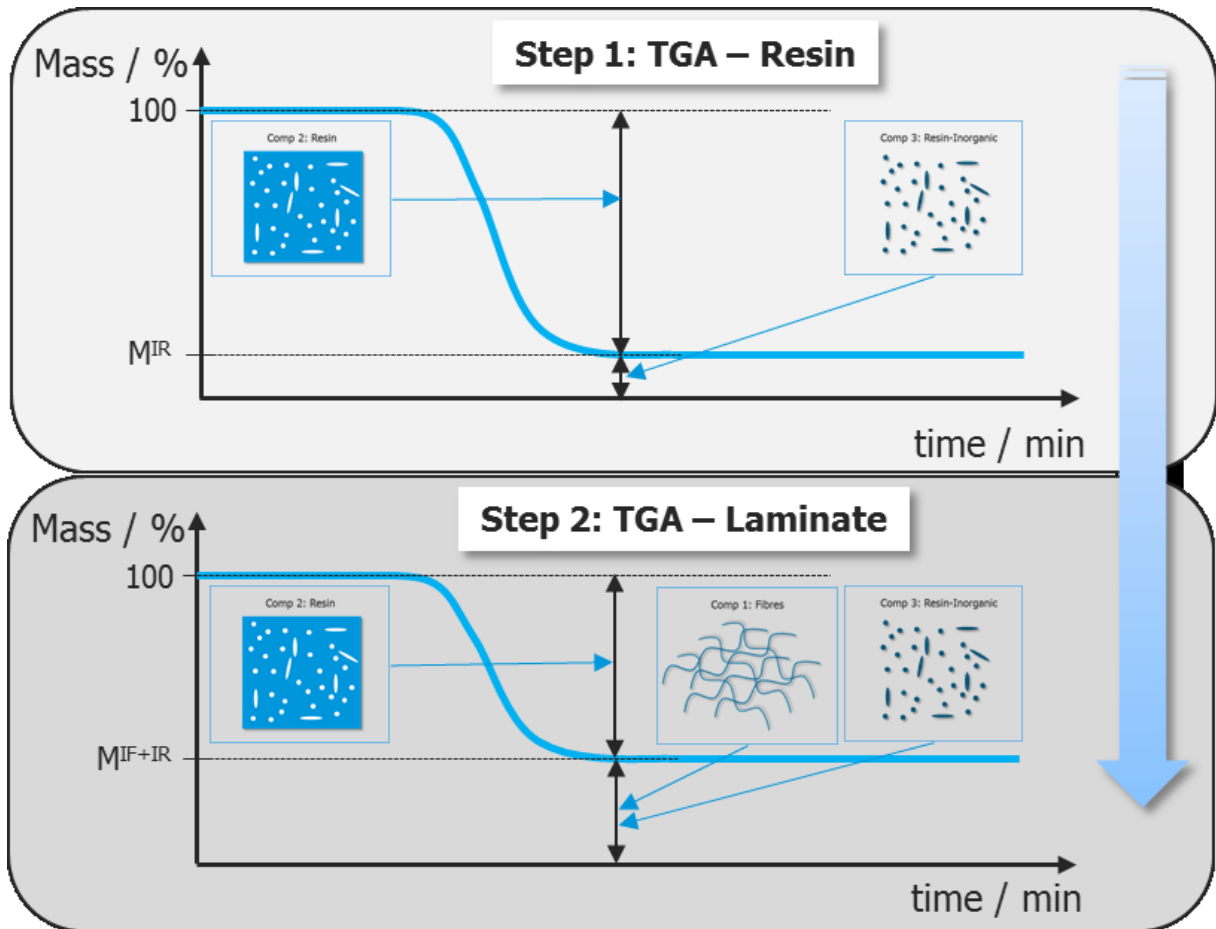 Step 1: TGA – Resin
Mass / %
100
Comp 2: Resin
Comp 3: Resin-Inorganic
MIR
time / min
Step 2: TGA – Laminate
Mass / %
100
Comp 2: Resin
Comp 1: Fibres
Comp 3: Resin-Inorganic
MIF+IR
time / min